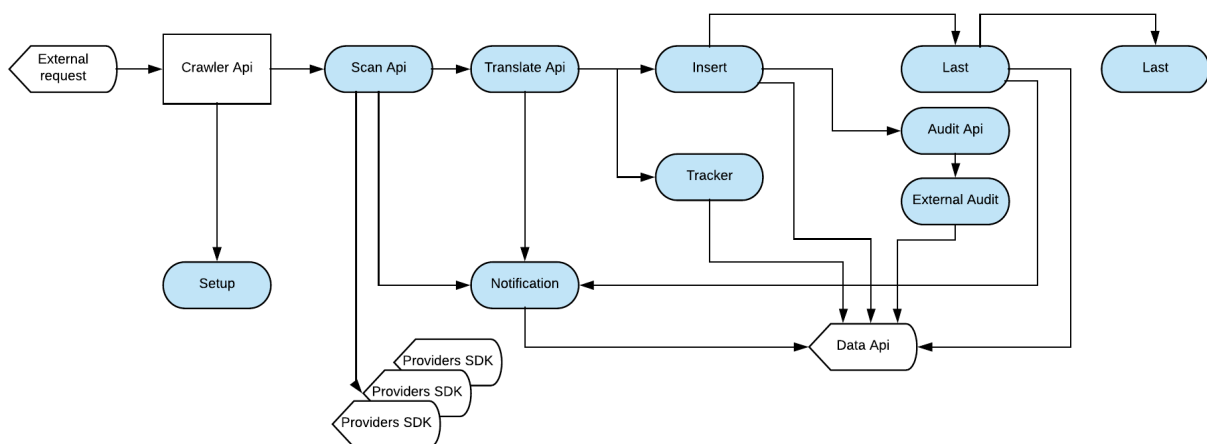 External
request
Crawler Api
Scan Api
Translate Api
Insert
Last
Last
Audit Api
Tracker
External Audit
Setup
Notification
Data Api
Providers SDK
Providers SDK
Providers SDK